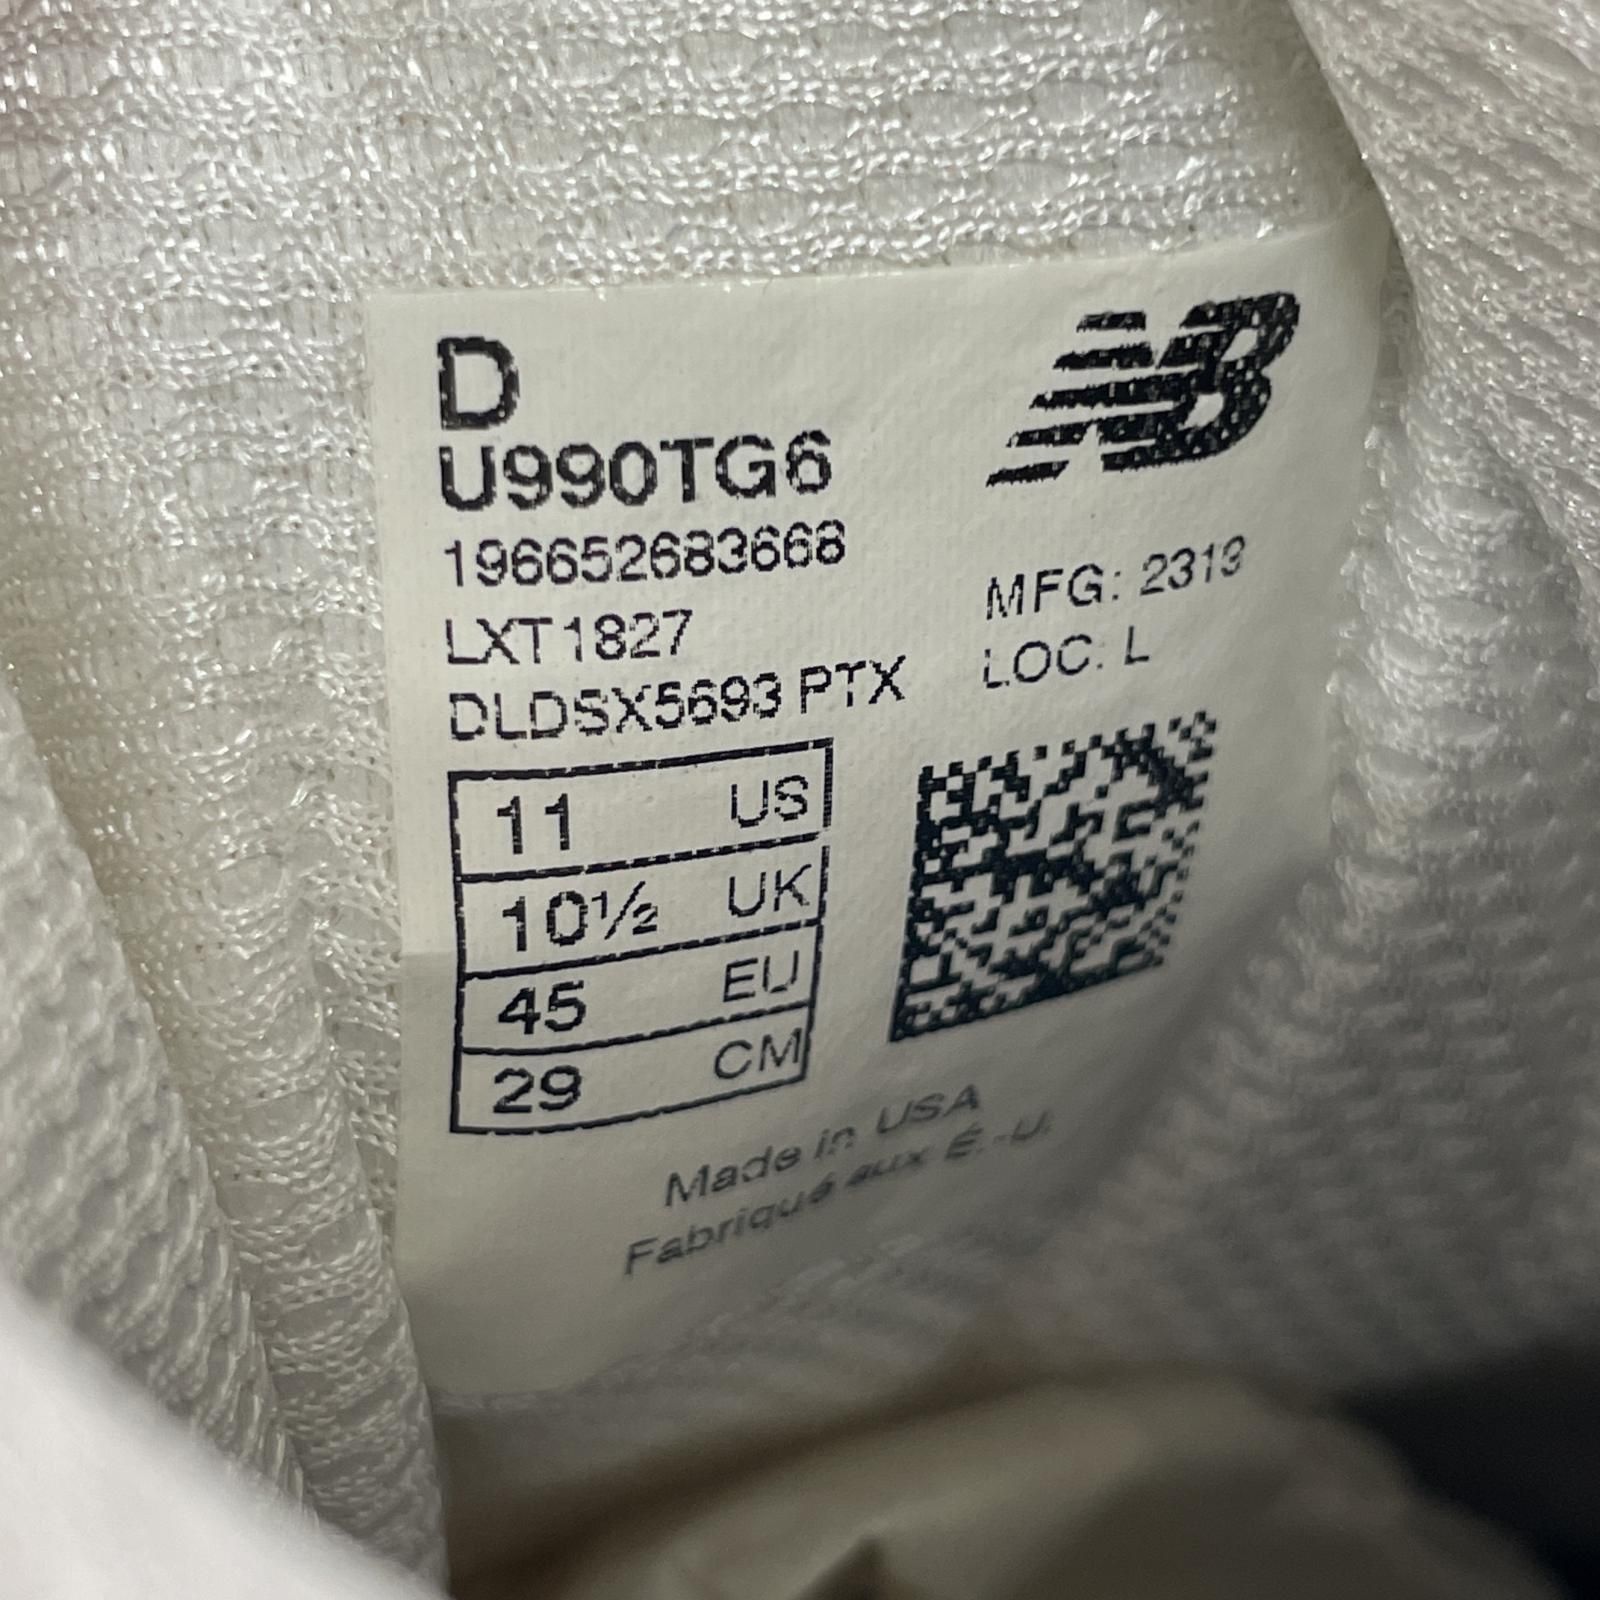 D
NB
U990TG6
196652683668
LXT1827
DLDSX5693 PTX
MFG: 2313
LOC: L
11 US
10½ UK
45 EU
29 CM
Made in USA
Fabriqué aux É.-U.